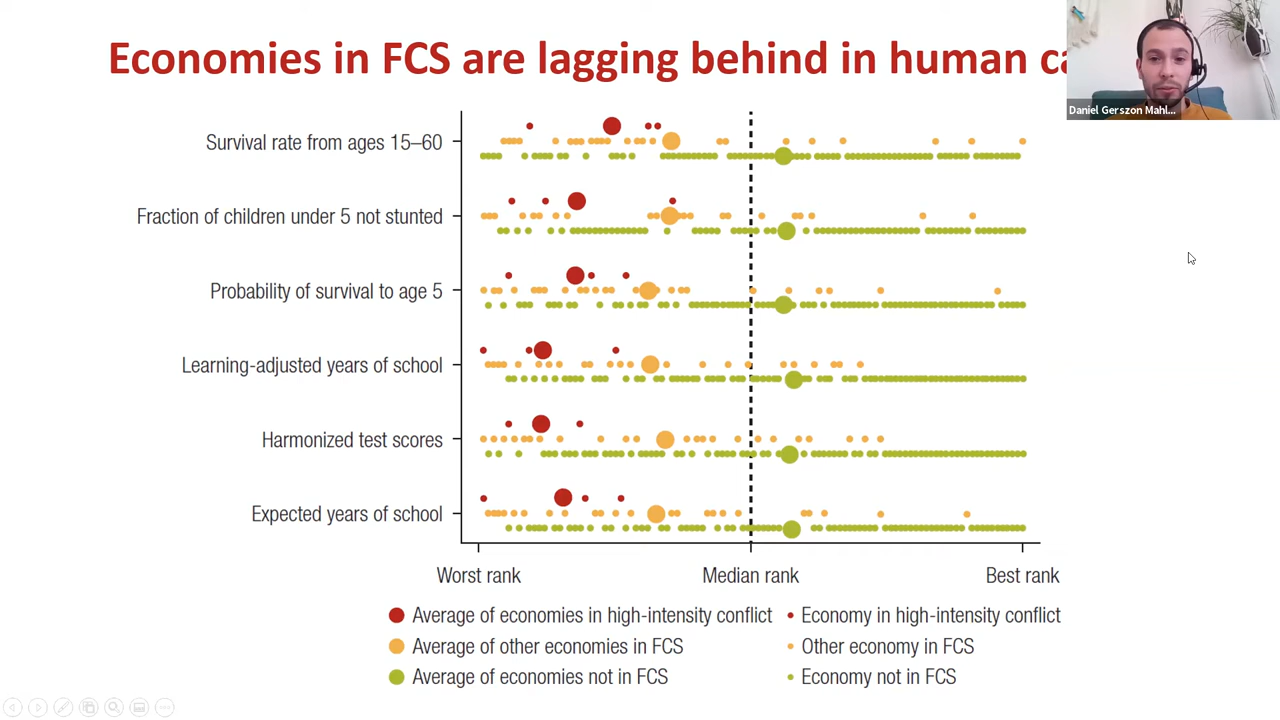 Economies in FCS are lagging behind in human
Daniel Gerszon Mahl...
Survival rate from ages 15–60
Fraction of children under 5 not stunted
Probability of survival to age 5
Learning-adjusted years of school
Harmonized test scores
Expected years of school
Worst rank
Median rank
Best rank
Average of economies in high-intensity conflict
Economy in high-intensity conflict
Average of other economies in FCS
Other economy in FCS
Average of economies not in FCS
Economy not in FCS